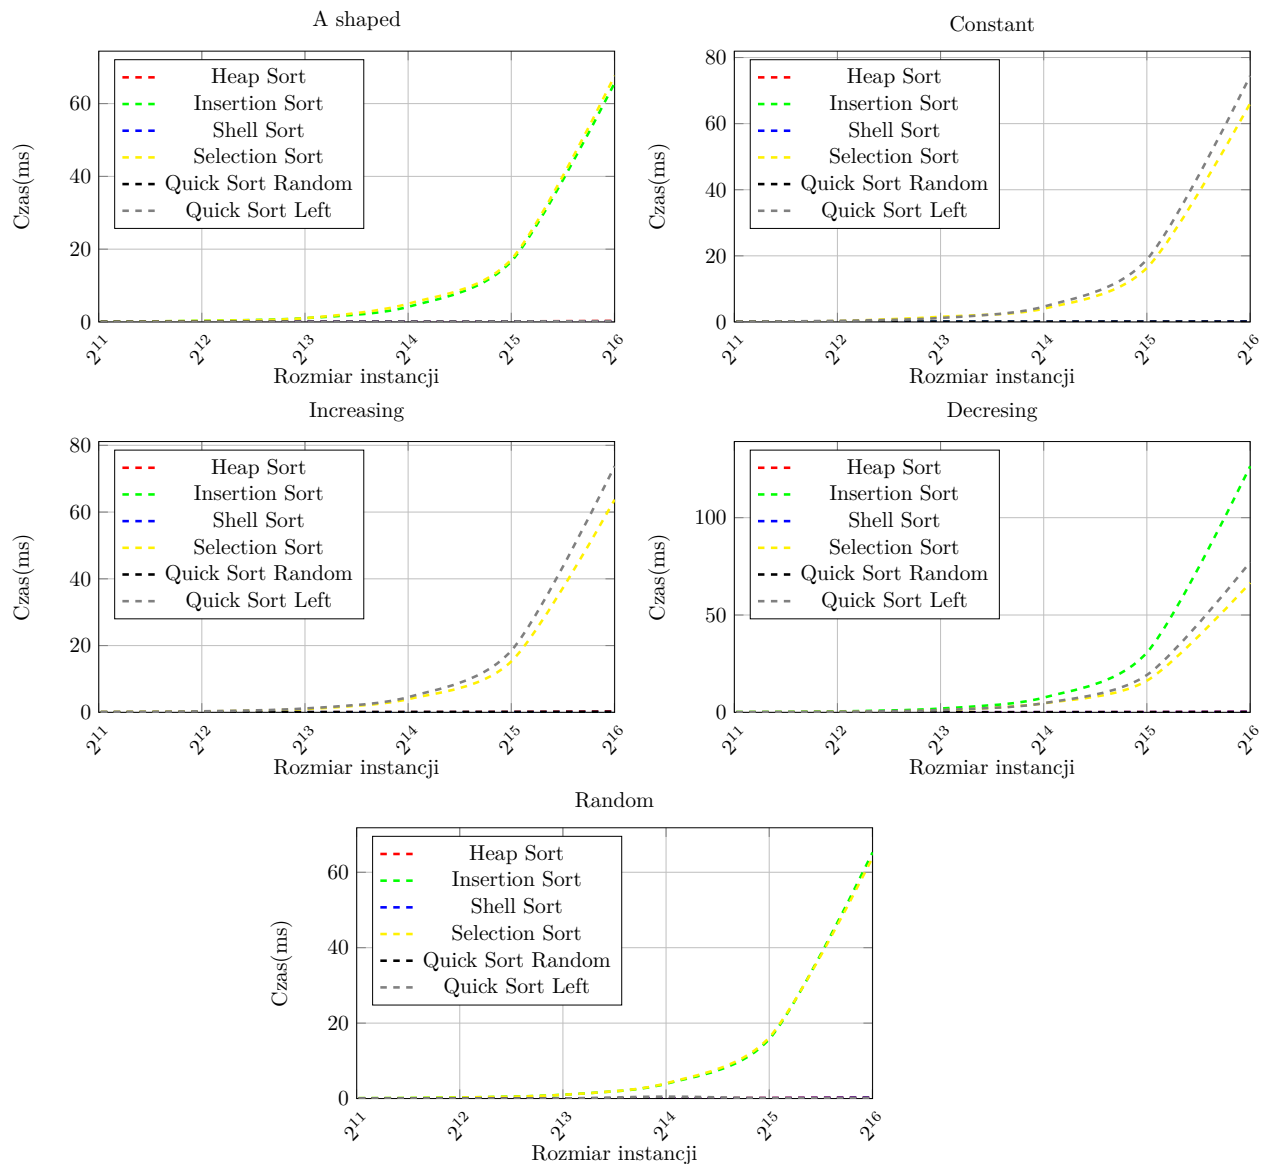 A shaped
Heap Sort
Insertion Sort
Shell Sort
Selection Sort
Quick Sort Random
Quick Sort Left
60
40
20
0
Czas(ms)
2^11 2^12 2^13 2^14 2^15 2^16
Rozmiar instancji
Constant
Heap Sort
Insertion Sort
Shell Sort
Selection Sort
Quick Sort Random
Quick Sort Left
80
60
40
20
0
Czas(ms)
2^11 2^12 2^13 2^14 2^15 2^16
Rozmiar instancji
Increasing
Heap Sort
Insertion Sort
Shell Sort
Selection Sort
Quick Sort Random
Quick Sort Left
80
60
40
20
0
Czas(ms)
2^11 2^12 2^13 2^14 2^15 2^16
Rozmiar instancji
Decresing
Heap Sort
Insertion Sort
Shell Sort
Selection Sort
Quick Sort Random
Quick Sort Left
100
50
0
Czas(ms)
2^11 2^12 2^13 2^14 2^15 2^16
Rozmiar instancji
Random
Heap Sort
Insertion Sort
Shell Sort
Selection Sort
Quick Sort Random
Quick Sort Left
60
40
20
0
Czas(ms)
2^11 2^12 2^13 2^14 2^15 2^16
Rozmiar instancji